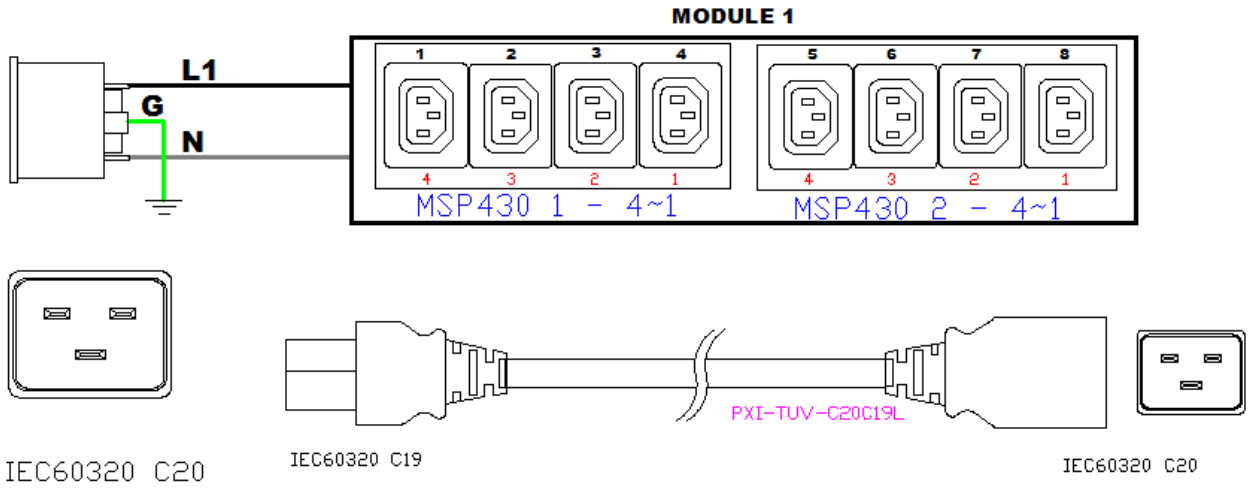 MODULE 1
1 2 3 4 5 6 7 8
L1
G
N
4 3 2 1 4 3 2 1
MSP430 1 - 4~1 MSP430 2 - 4~1
PXI-TUV-C20C19L
IEC60320 C20 IEC60320 C19 IEC60320 C20